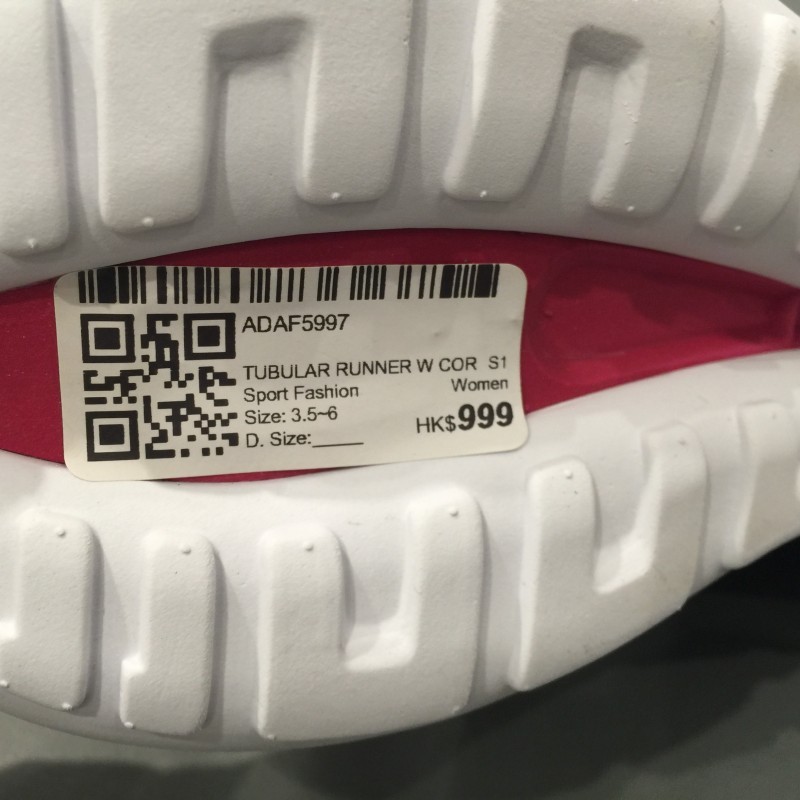 ADAF5997
TUBULAR RUNNER W COR S1
Sport Fashion Women
Size: 3.5~6
D. Size:_____ HK$999